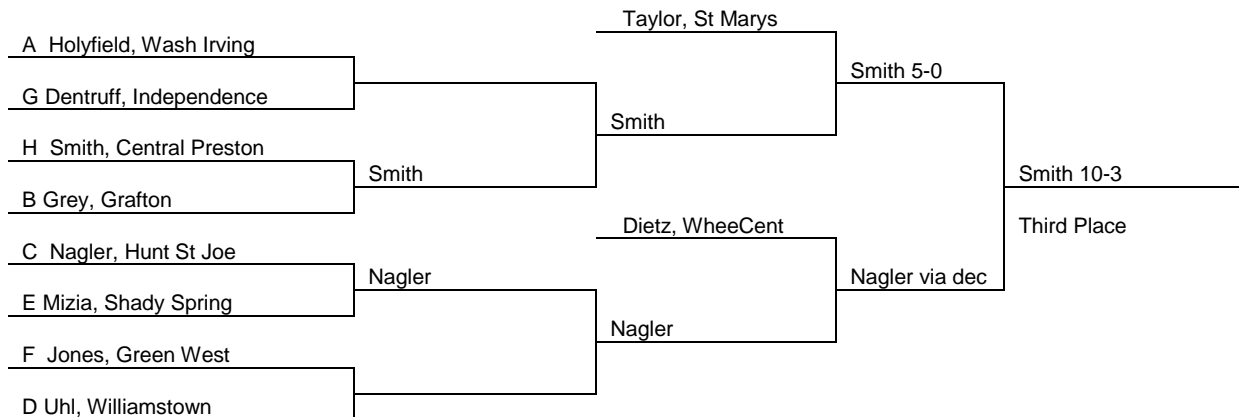 Taylor, St Marys
A  Holyfield, Wash Irving
Smith 5-0
G Dentruff, Independence
Smith
H  Smith, Central Preston
Smith
Smith 10-3
B Grey, Grafton
Dietz, WheeCent
Third Place
C  Nagler, Hunt St Joe
Nagler
Nagler via dec
E Mizia, Shady Spring
Nagler
F  Jones, Green West
D Uhl, Williamstown